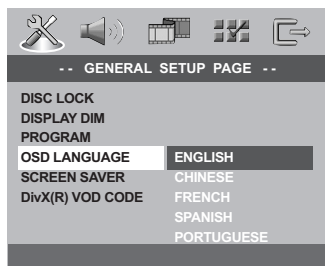 -- GENERAL SETUP PAGE --
DISC LOCK
DISPLAY DIM
PROGRAM
OSD LANGUAGE
SCREEN SAVER
DivX(R) VOD CODE
ENGLISH
CHINESE
FRENCH
SPANISH
PORTUGUESE